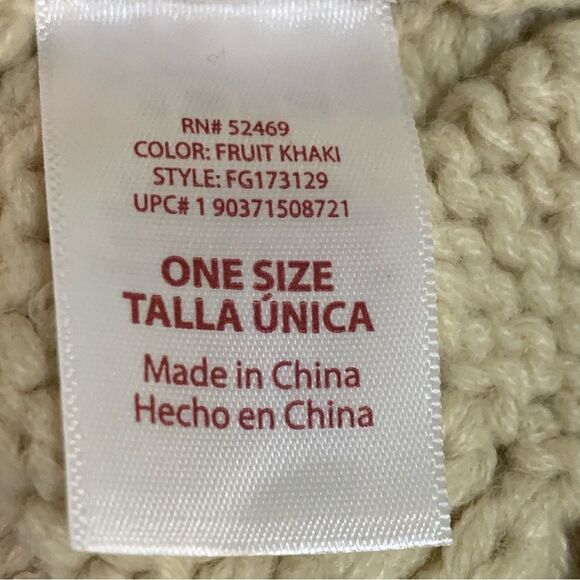 RN# 52469
COLOR: FRUIT KHAKI
STYLE: FG173129
UPC# 1 90371508721
ONE SIZE
TALLA ÚNICA
Made in China
Hecho en China